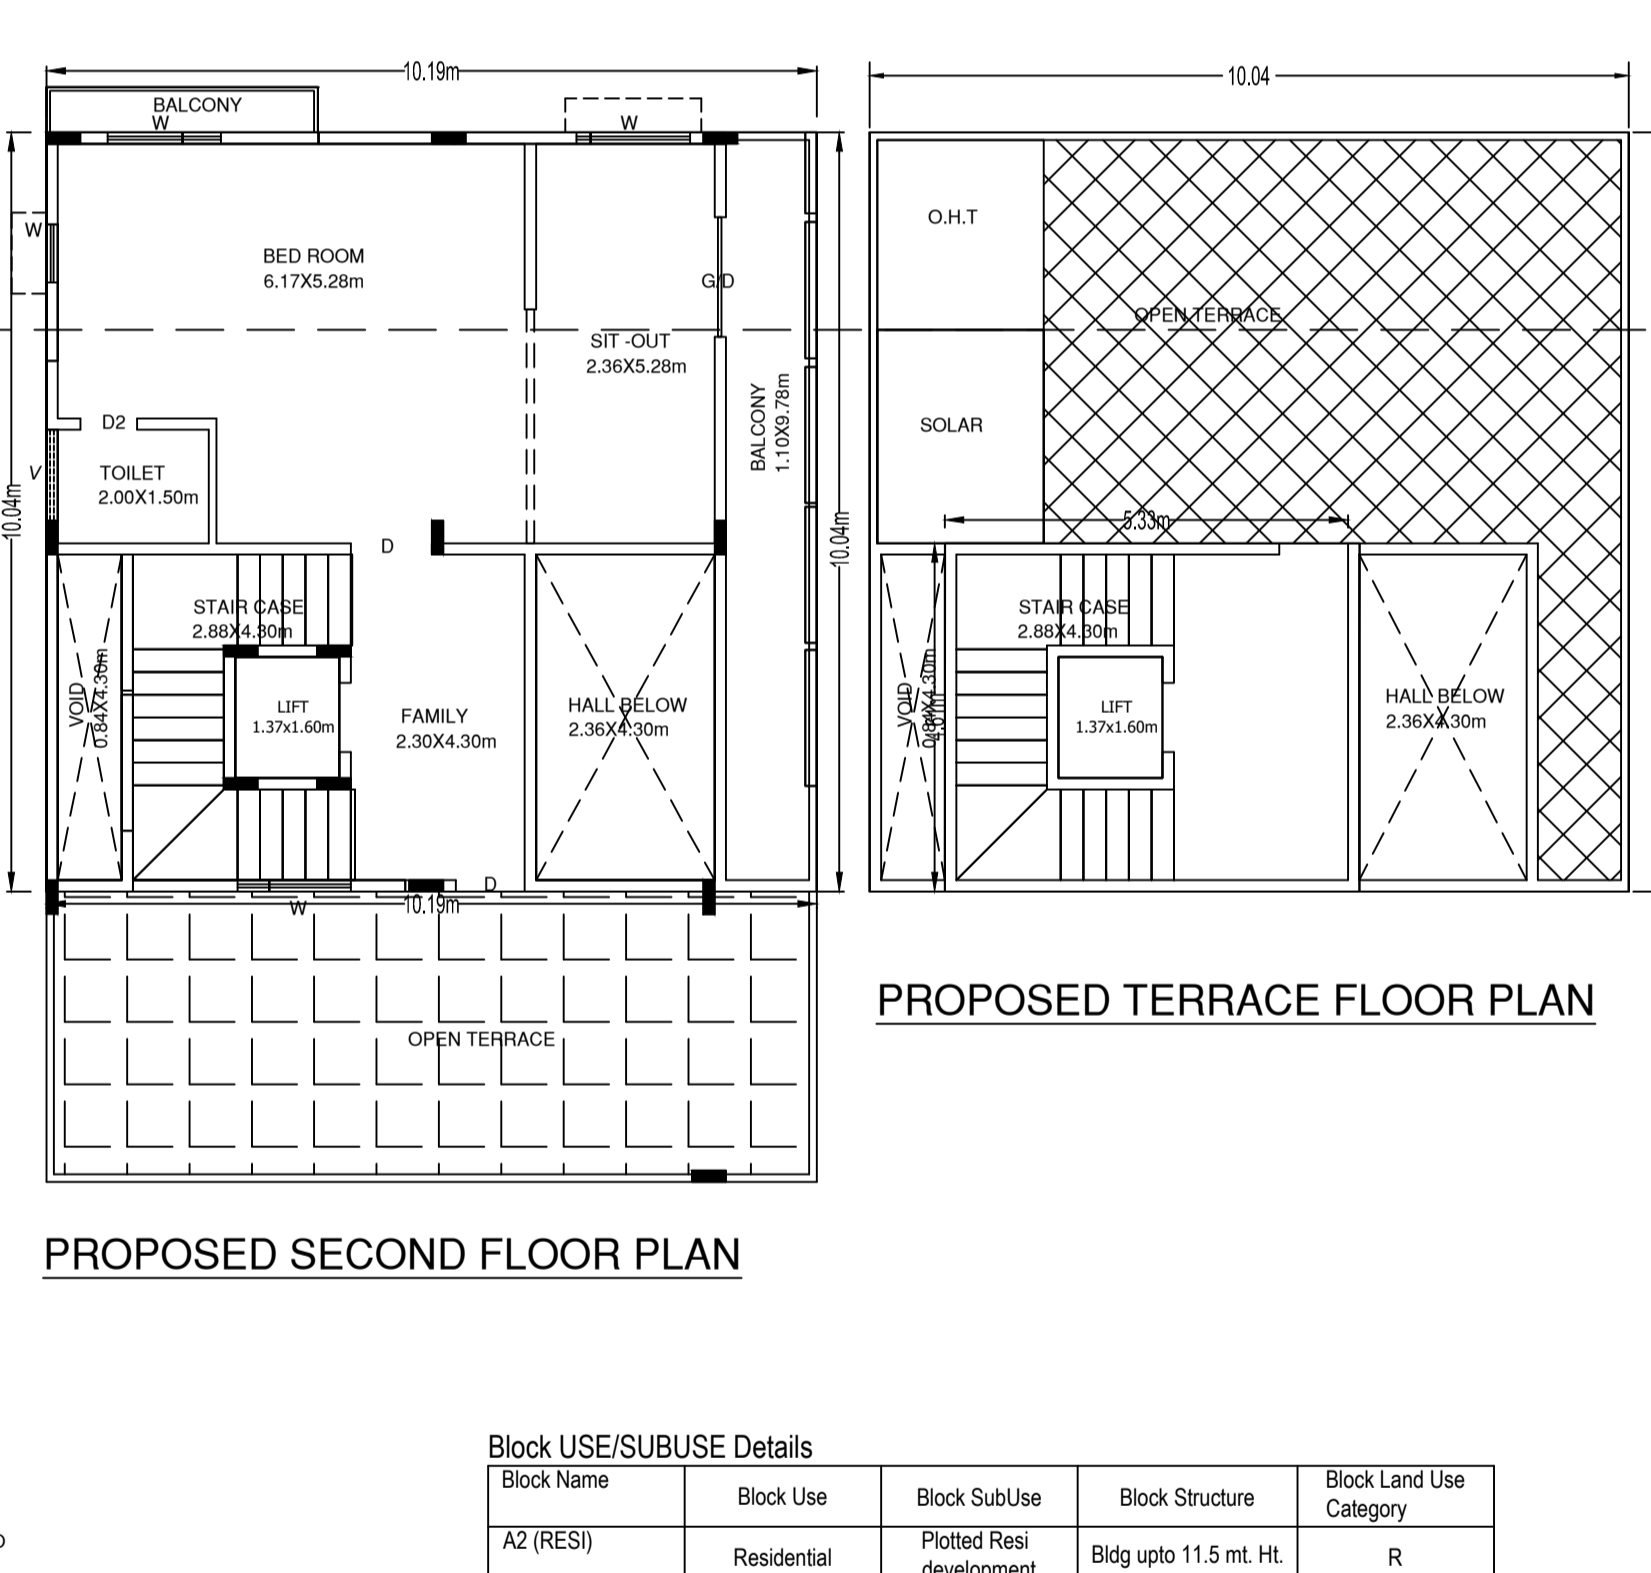 10.19m
BALCONY
W
W
W
BED ROOM
6.17X5.28m
G/D
SIT -OUT
2.36X5.28m
BALCONY
1.10X9.78m
D2
TOILET
2.00X1.50m
V
10.04m
D
10.04m
STAIR CASE
2.88X4.30m
VOID
0.84X4.30m
LIFT
1.37x1.60m
FAMILY
2.30X4.30m
HALL BELOW
2.36X4.30m
D
W
10.19m
OPEN TERRACE
PROPOSED SECOND FLOOR PLAN
10.04
O.H.T
OPEN TERRACE
SOLAR
5.33m
STAIR CASE
2.88X4.30m
VOID
0.84X4.30m
LIFT
1.37x1.60m
HALL BELOW
2.36X4.30m
PROPOSED TERRACE FLOOR PLAN
Block USE/SUBUSE Details
Block Name
Block Use
Block SubUse
Block Structure
Block Land Use
Category
A2 (RESI)
Residential
Plotted Resi
development
Bldg upto 11.5 mt. Ht.
R